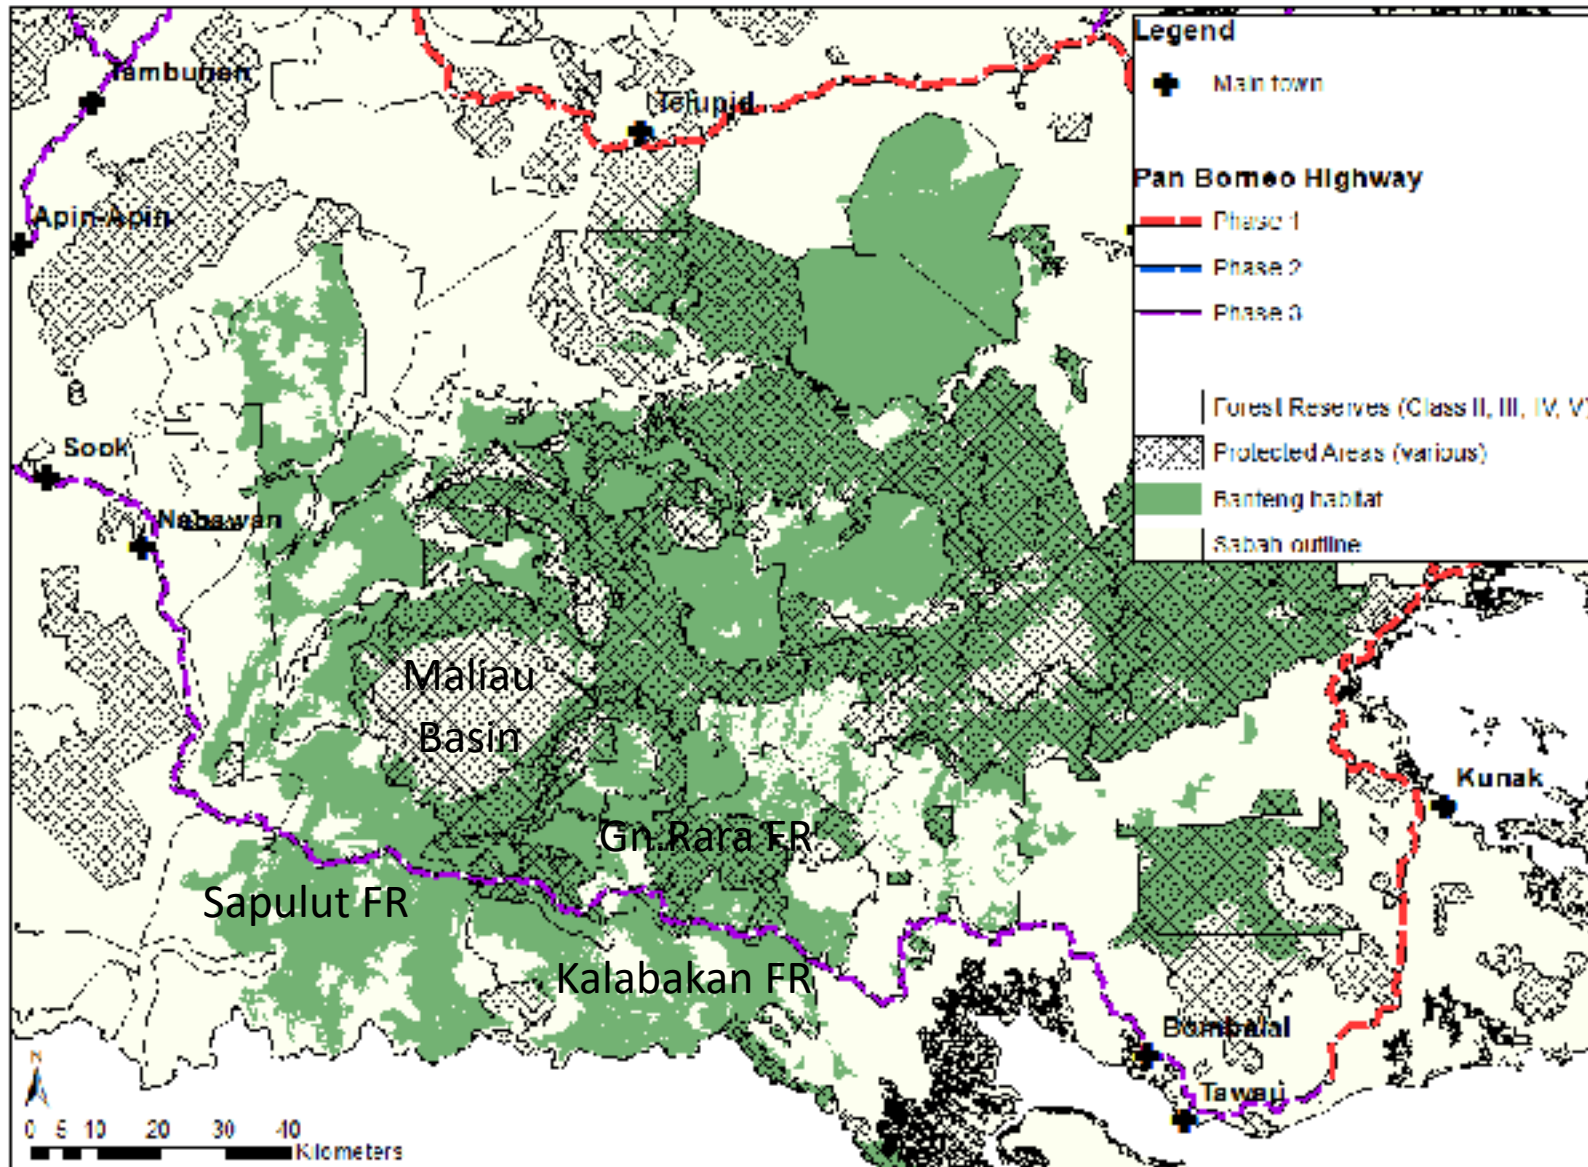 Legend
Main town
Pan Borneo Highway
Phase 1
Phase 2
Phase 3
Forest Reserves (Class II, III, IV, V)
Protected Areas (various)
Banteng habitat
Sabah outline
Tambunan
Telupid
Apin-Apin
Sook
Nabawan
Maliau
Basin
Kunak
Gn.Rara FR
Sapulut FR
Kalabakan FR
Bombalai
Tawau
N
0 5 10 20 30 40
Kilometers